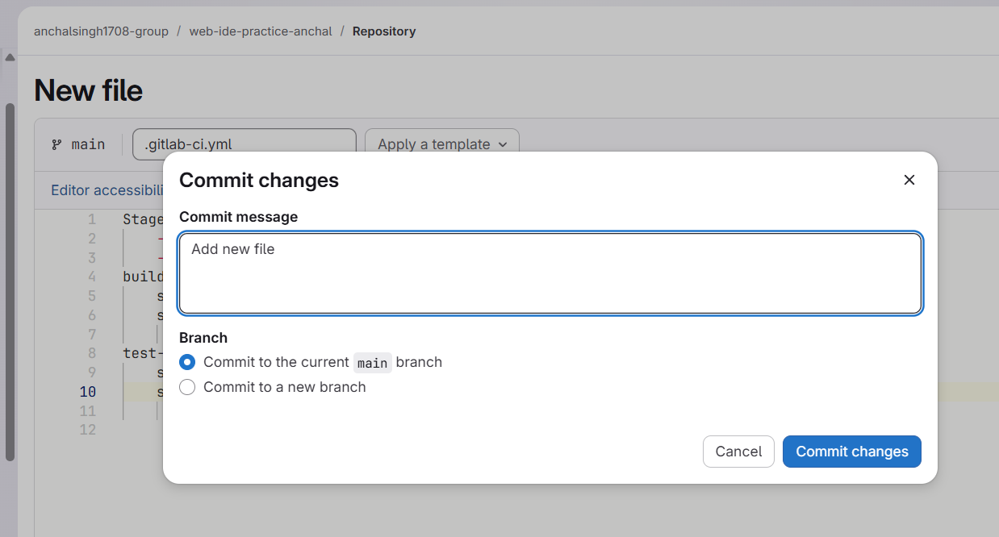 anchalsingh1708-group / web-ide-practice-anchal / Repository
New file
main
.gitlab-ci.yml
Apply a template
Editor accessibili
Commit changes
Commit message
Add new file
Branch
Commit to the current main branch
Commit to a new branch
Cancel
Commit changes
1 Stage
2 -
3 -
4 build
5 s
6 s
7
8 test-
9 s
10 s
11
12